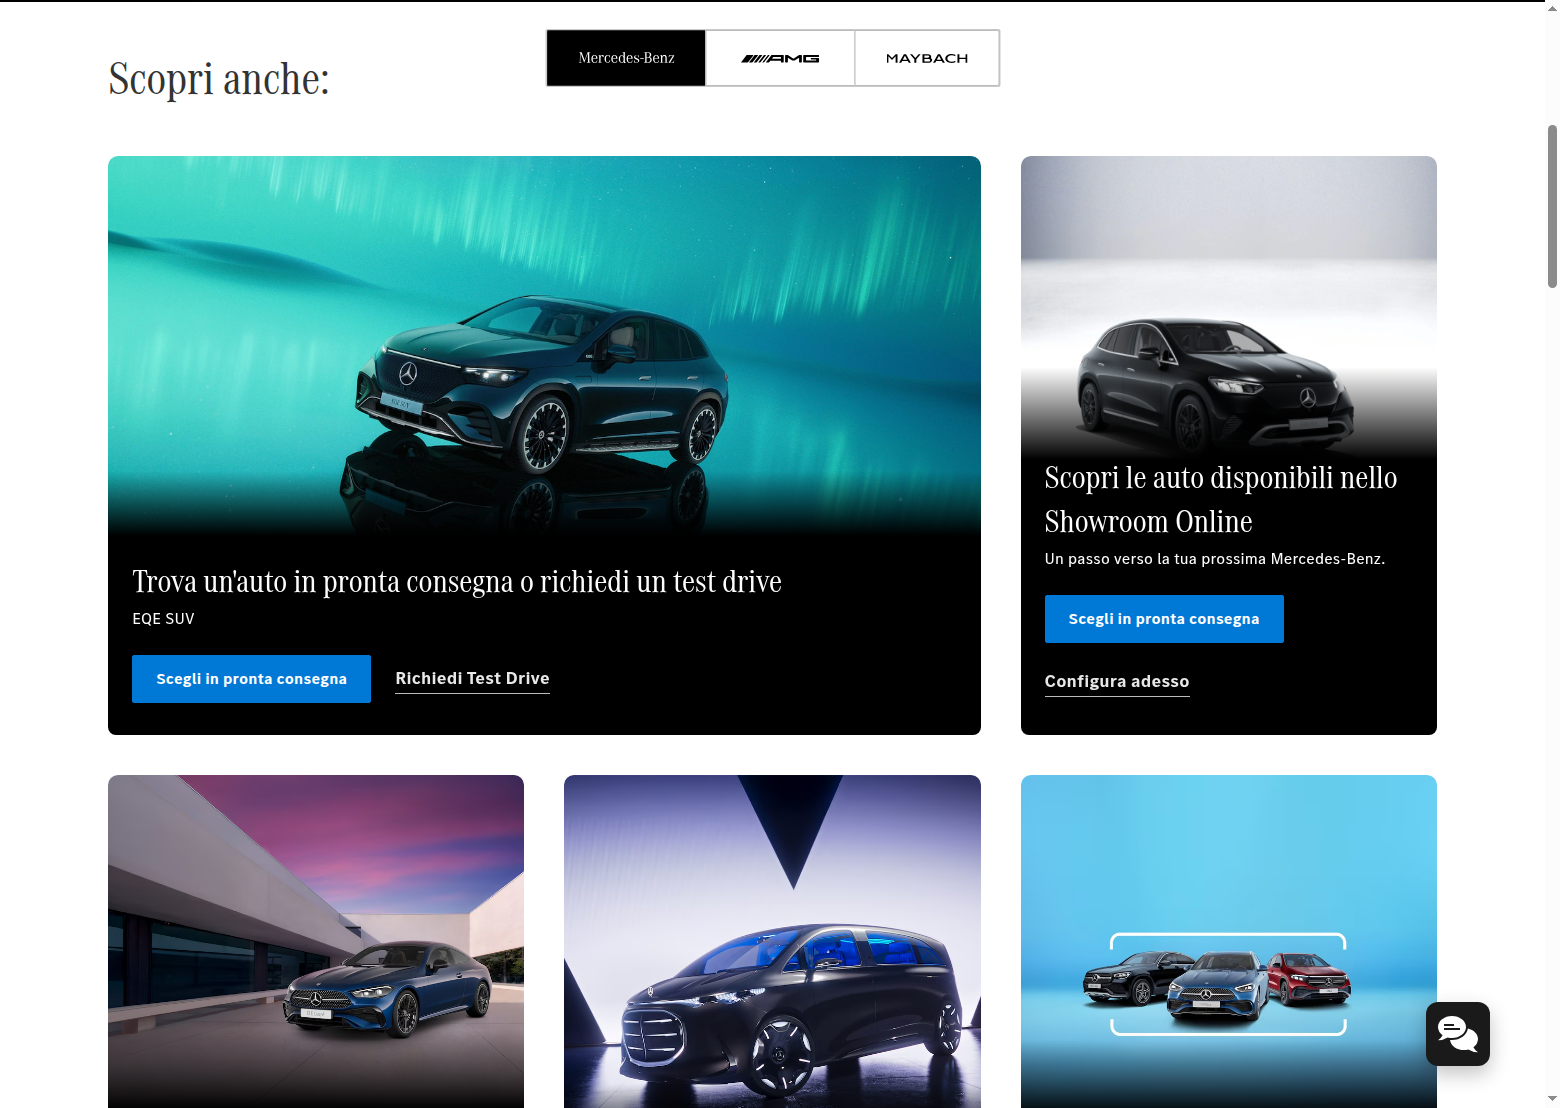 Mercedes-Benz
AMG
MAYBACH
Scopri anche:
Trova un'auto in pronta consegna o richiedi un test drive
EQE SUV
Scegli in pronta consegna
Richiedi Test Drive
Scopri le auto disponibili nello
Showroom Online
Un passo verso la tua prossima Mercedes-Benz.
Scegli in pronta consegna
Configura adesso